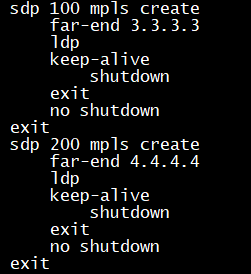 sdp 100 mpls create
far-end 3.3.3.3
ldp
keep-alive
shutdown
exit
no shutdown
exit
sdp 200 mpls create
far-end 4.4.4.4
ldp
keep-alive
shutdown
exit
no shutdown
exit